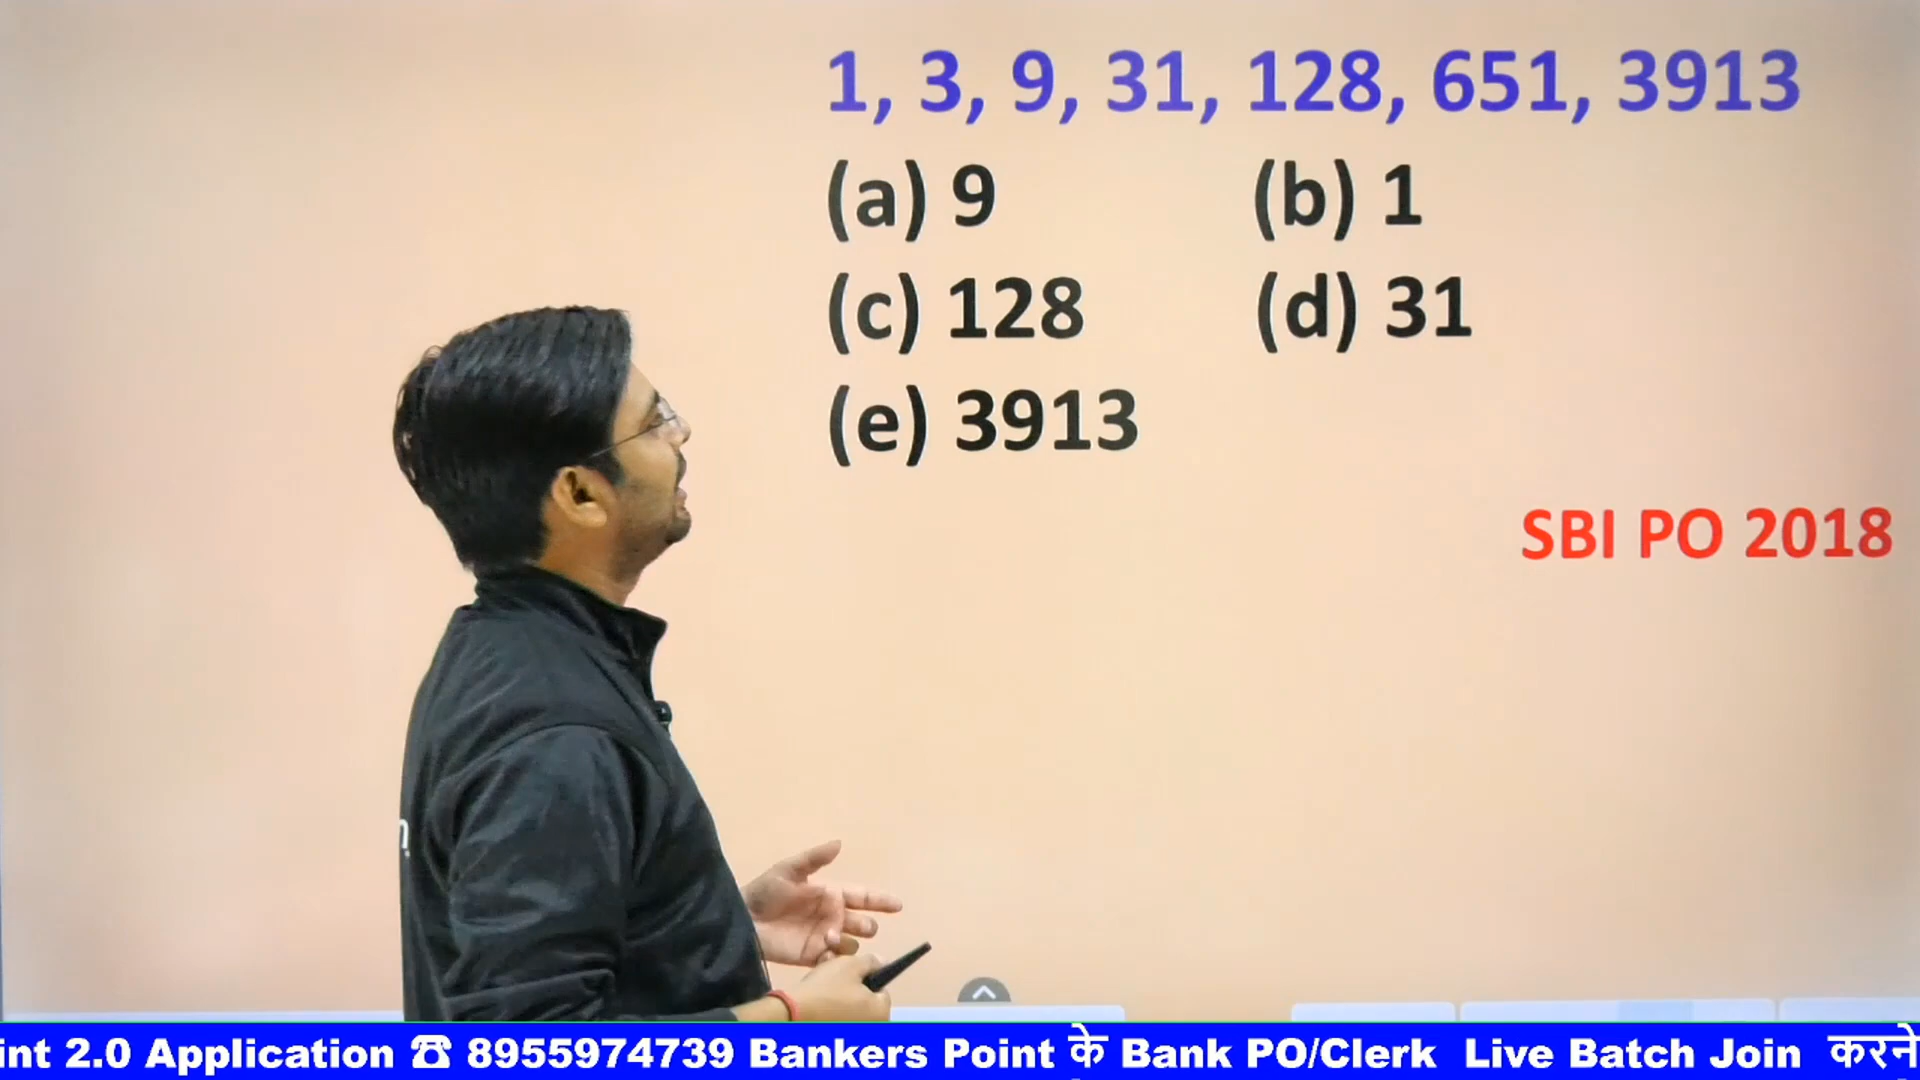 1, 3, 9, 31, 128, 651, 3913
(a) 9 (b) 1
(c) 128 (d) 31
(e) 3913
SBI PO 2018
int 2.0 Application ☎ 8955974739 Bankers Point के Bank PO/Clerk Live Batch Join करने